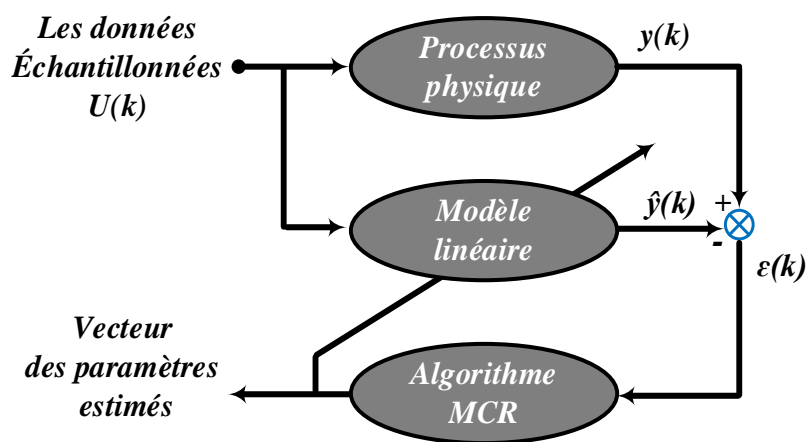 Les données
Échantillonnées
U(k)
Processus
physique
y(k)
Modèle
linéaire
ŷ(k)
+
-
ε(k)
Vecteur
des paramètres
estimés
Algorithme
MCR